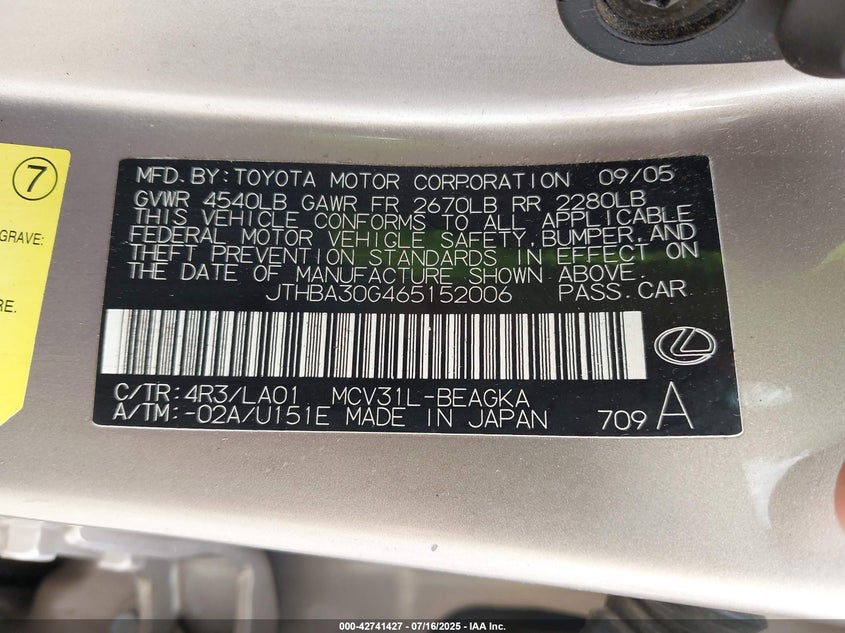 7
GRAVE:
RE.
MFD.BY:TOYOTA MOTOR CORPORATION 09/05
GVWR 4540LB GAWR FR 2670LB RR 2280LB
THIS VEHICLE CONFORMS TO ALL APPLICABLE
FEDERAL MOTOR VEHICLE SAFETY,BUMPER,AND
THEFT PREVENTION STANDARDS IN EFFECT ON
THE DATE OF MANUFACTURE SHOWN ABOVE.
JTHBA30G465152006 PASS.CAR
C/TR:4R3/LA01 MCV31L-BEAGKA
A/TM:-02A/U151E MADE IN JAPAN 709 A
000-42741427 - 07/16/2025 - IAA Inc.